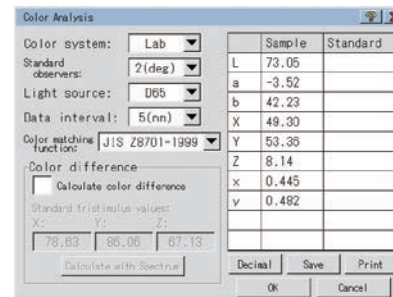 Color Analysis
Color system: Lab
Standard observers: 2(deg)
Light source: D65
Data interval: 5(nn)
Color matching function: JIS Z8701-1999
Color difference
Calculate color difference
Standard tristimulus values:
X: Y: Z:
78.63 86.06 67.13
Calculate with Spectrum
Sample Standard
L 73.05
a -3.52
b 42.23
X 49.30
Y 53.36
Z 8.14
x 0.445
y 0.482
Decimal Save Print
OK Cancel